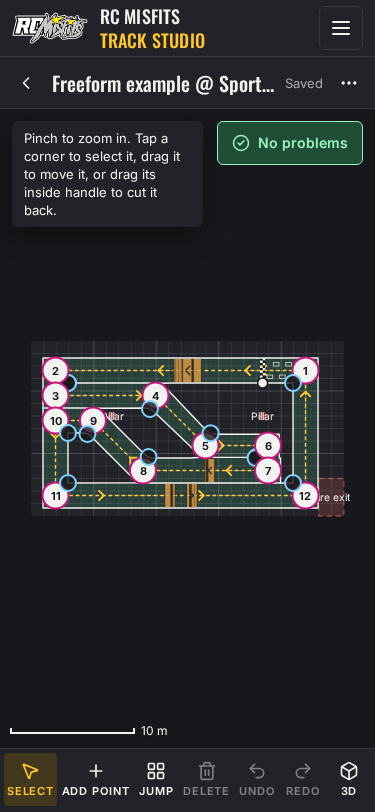 RC Misfits
RC MISFITS
TRACK STUDIO
Freeform example @ Sport...
Saved
Pinch to zoom in. Tap a
corner to select it, drag it
to move it, or drag its
inside handle to cut it
back.
No problems
2
1
3
4
10
9
Pillar
5
6
8
7
11
12
re exit
10 m
SELECT
ADD POINT
JUMP
DELETE
UNDO
REDO
3D